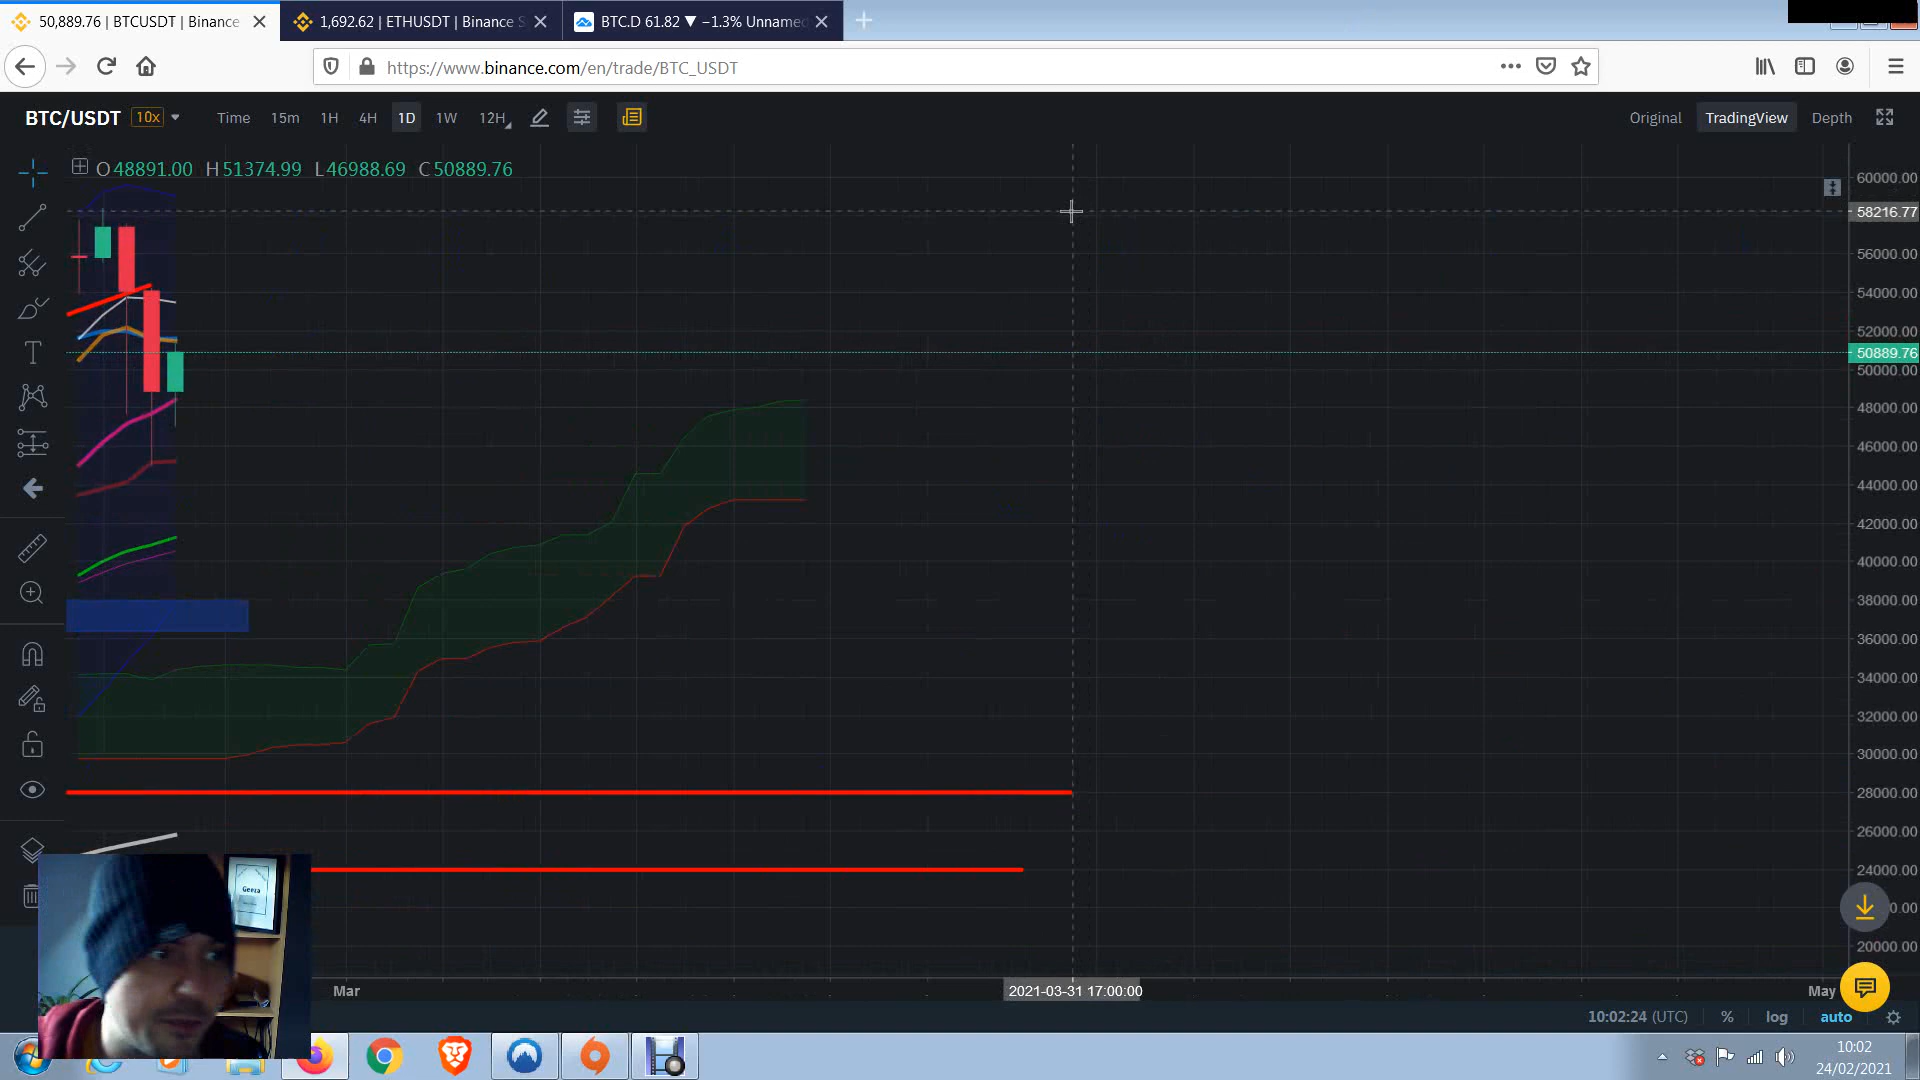 50,889.76 | BTCUSDT | Binance
1,692.62 | ETHUSDT | Binance S
BTC.D 61.82 ▼ −1.3% Unnamed
https://www.binance.com/en/trade/BTC_USDT
BTC/USDT 10x Time 15m 1H 4H 1D 1W 12H Original TradingView Depth
O48891.00 H51374.99 L46988.69 C50889.76
60000.00
58216.77
56000.00
54000.00
52000.00
50889.76
50000.00
48000.00
46000.00
44000.00
42000.00
40000.00
38000.00
36000.00
34000.00
32000.00
30000.00
28000.00
26000.00
24000.00
20000.00
Geeza
Mar 2021-03-31 17:00:00 May
10:02:24 (UTC) % log auto
10:02
24/02/2021